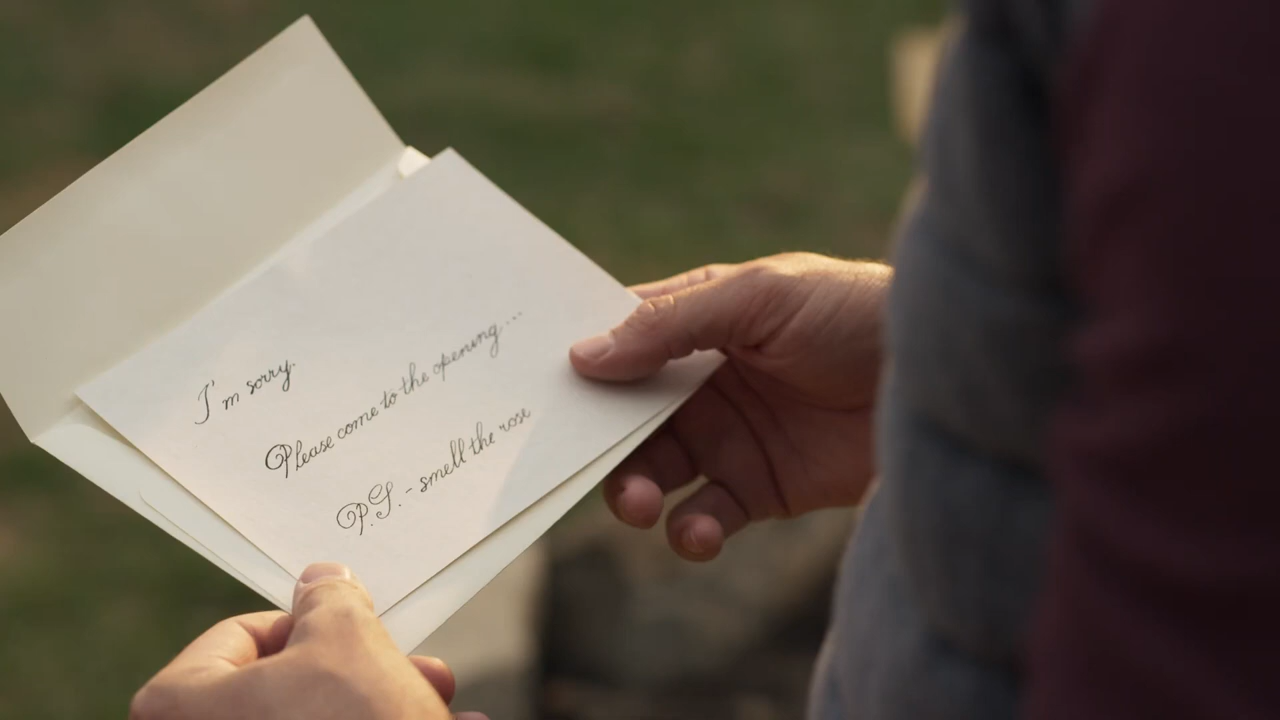 I'm sorry.
Please come to the opening...
P.S. - smell the rose